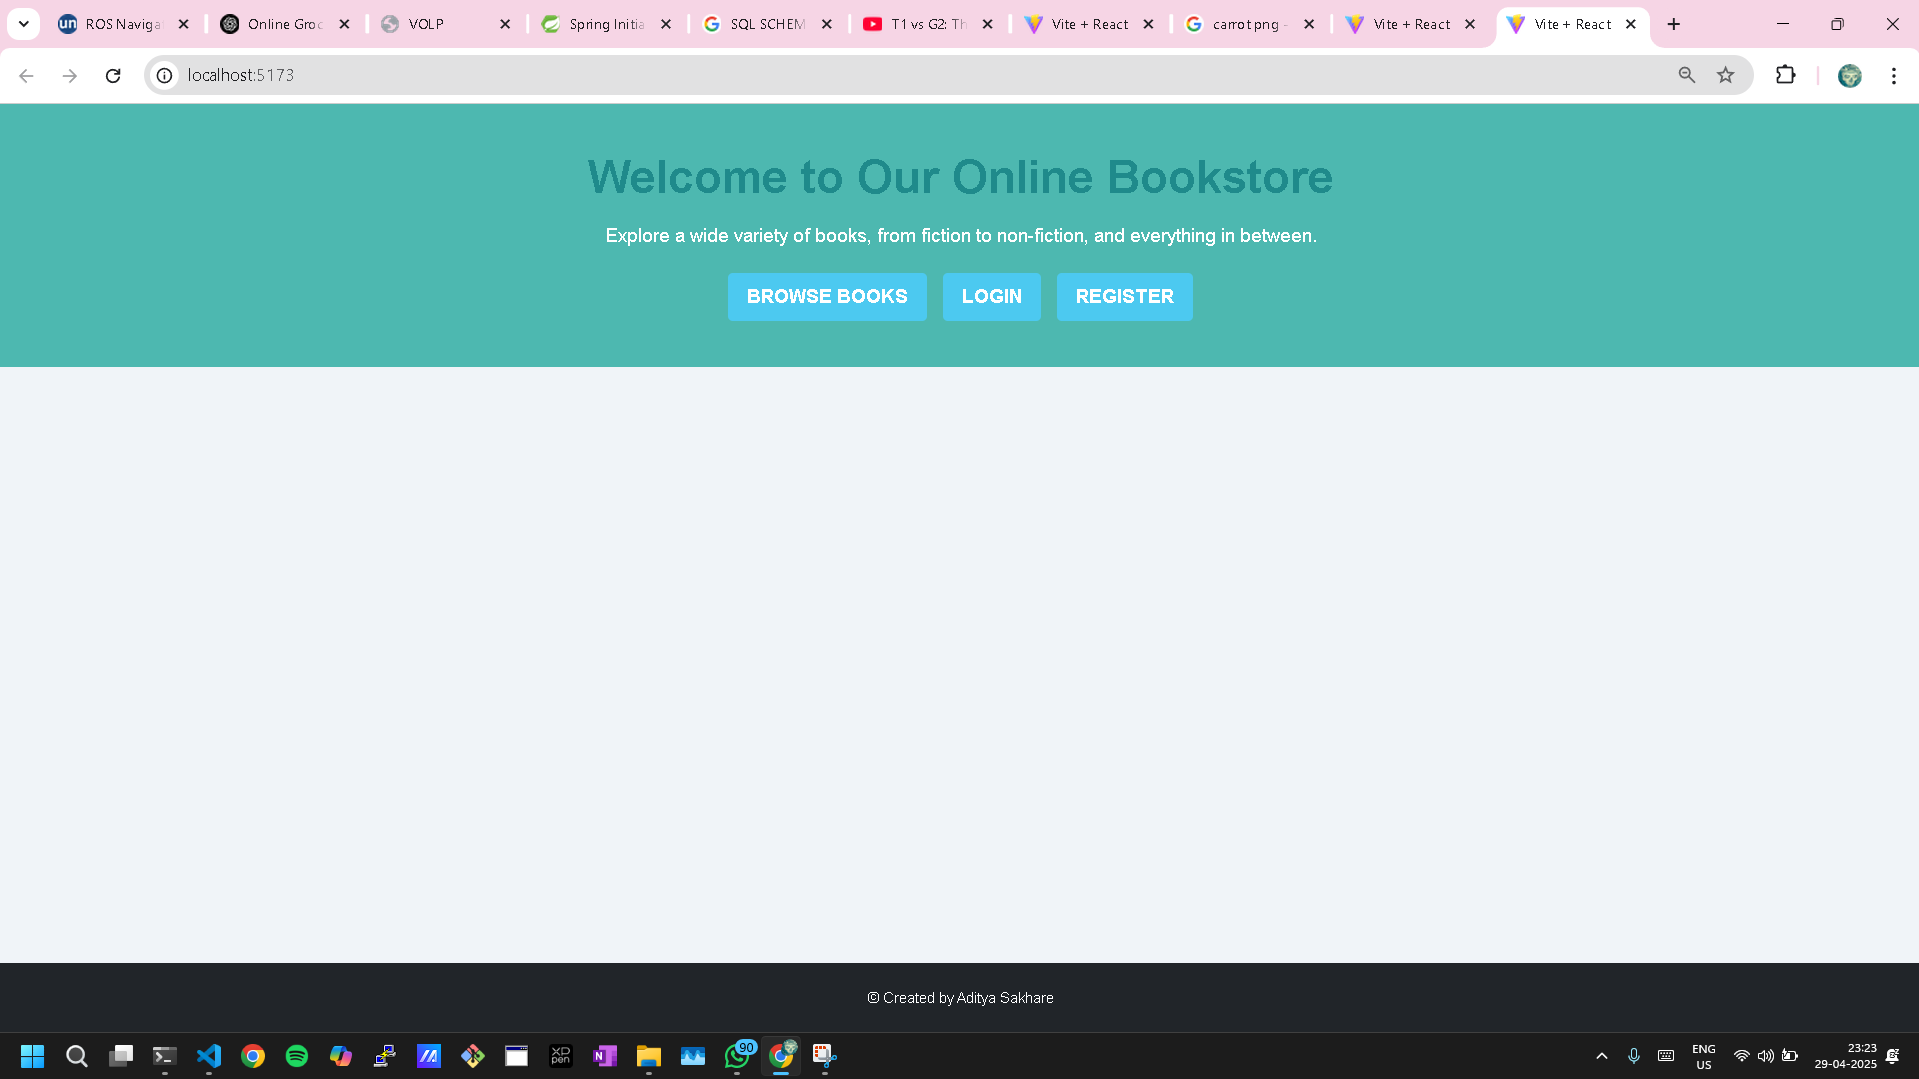 ROS Naviga
Online Groc
VOLP
Spring Initia
SQL SCHEM
T1 vs G2: Th
Vite + React
carrot png -
Vite + React
Vite + React
localhost:5173
Welcome to Our Online Bookstore
Explore a wide variety of books, from fiction to non-fiction, and everything in between.
BROWSE BOOKS
LOGIN
REGISTER
© Created by Aditya Sakhare
XP
pen
N
90
ENG
US
23:23
29-04-2025